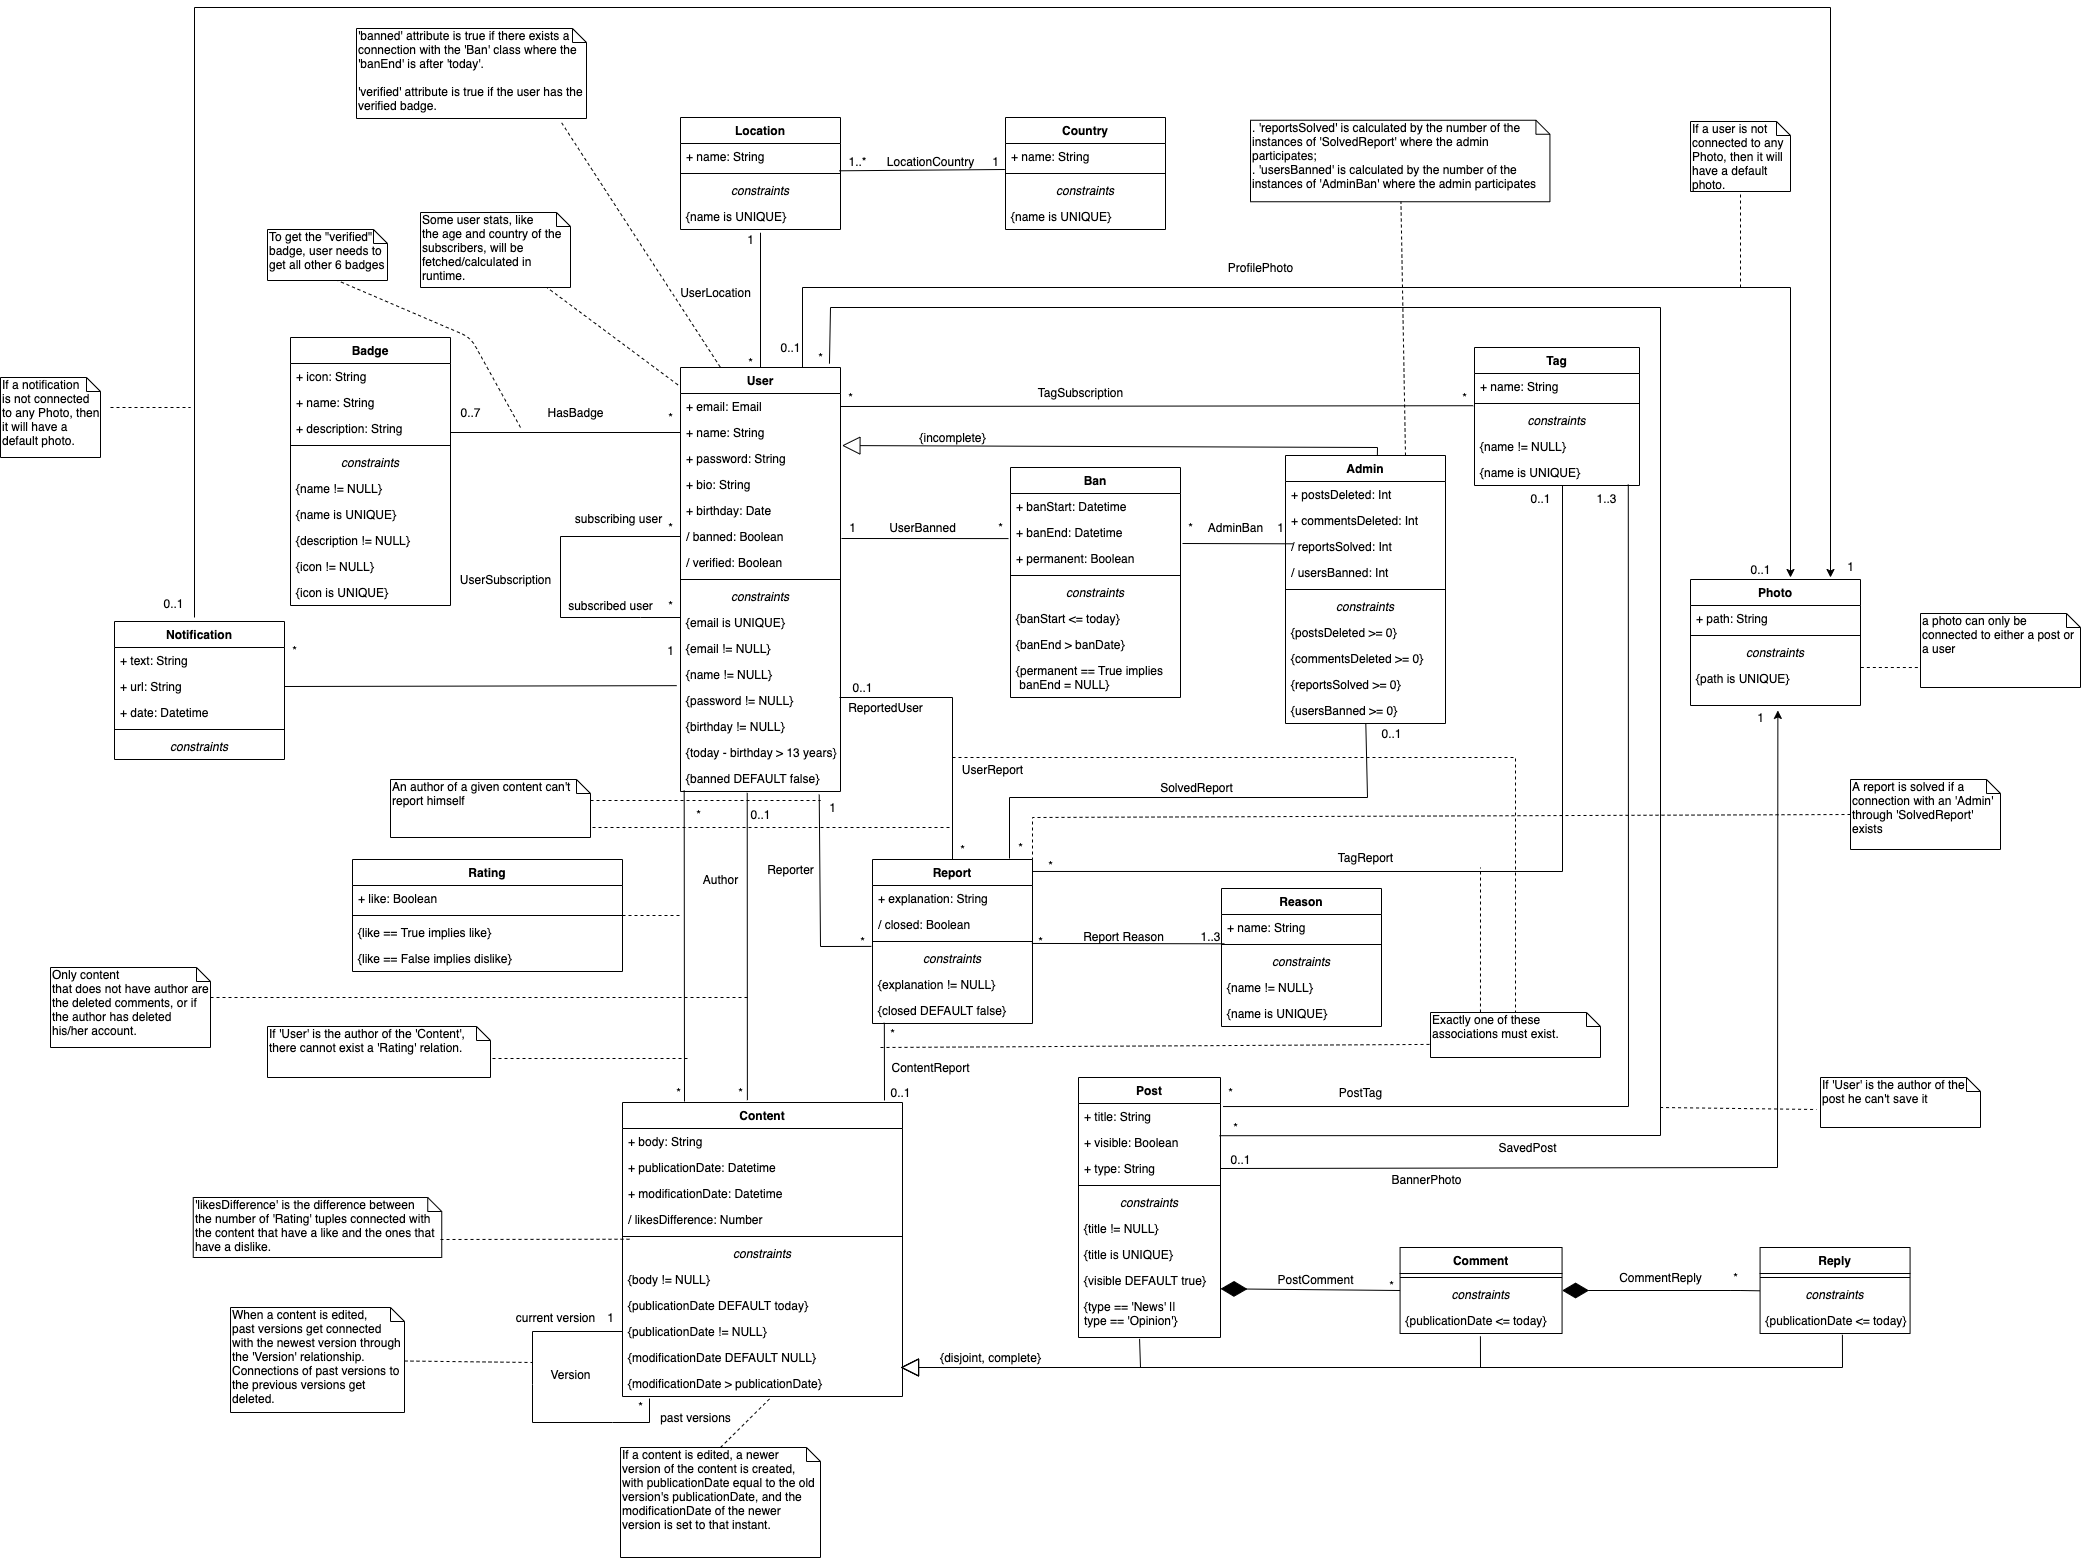 'banned' attribute is true if there exists a
connection with the 'Ban' class where the
'banEnd' is after 'today'.
'verified' attribute is true if the user has the
verified badge.
Location
+ name: String
constraints
{name is UNIQUE}
1..*
LocationCountry
1
Country
+ name: String
constraints
{name is UNIQUE}
. 'reportsSolved' is calculated by the number of the
instances of 'SolvedReport' where the admin
participates;
. 'usersBanned' is calculated by the number of the
instances of 'AdminBan' where the admin participates
If a user is not
connected to any
Photo, then it will
have a default
photo.
To get the "verified"
badge, user needs to
get all other 6 badges
Some user stats, like
the age and country of the
subscribers, will be
fetched/calculated in
runtime.
1
UserLocation
*
ProfilePhoto
0..1
*
If a notification
is not connected
to any Photo, then
it will have a
default photo.
Badge
+ icon: String
+ name: String
+ description: String
constraints
{name != NULL}
{name is UNIQUE}
{description != NULL}
{icon != NULL}
{icon is UNIQUE}
0..7
HasBadge
*
User
+ email: Email
+ name: String
+ password: String
+ bio: String
+ birthday: Date
/ banned: Boolean
/ verified: Boolean
constraints
{email is UNIQUE}
{email != NULL}
{name != NULL}
{password != NULL}
{birthday != NULL}
{today - birthday > 13 years}
{banned DEFAULT false}
*
TagSubscription
*
Tag
+ name: String
constraints
{name != NULL}
{name is UNIQUE}
0..1
1..3
{incomplete}
subscribing user
*
UserSubscription
subscribed user
*
1
UserBanned
*
Ban
+ banStart: Datetime
+ banEnd: Datetime
+ permanent: Boolean
constraints
{banStart <= today}
{banEnd > banDate}
{permanent == True implies
banEnd = NULL}
*
AdminBan
1
Admin
+ postsDeleted: Int
+ commentsDeleted: Int
/ reportsSolved: Int
/ usersBanned: Int
constraints
{postsDeleted >= 0}
{commentsDeleted >= 0}
{reportsSolved >= 0}
{usersBanned >= 0}
0..1
0..1
1
Photo
+ path: String
constraints
{path is UNIQUE}
1
a photo can only be
connected to either a post or
a user
0..1
Notification
+ text: String
+ url: String
+ date: Datetime
constraints
*
1
0..1
ReportedUser
UserReport
SolvedReport
An author of a given content can't
report himself
*
0..1
1
A report is solved if a
connection with an 'Admin'
through 'SolvedReport'
exists
Rating
+ like: Boolean
{like == True implies like}
{like == False implies dislike}
Author
Reporter
*
*
*
*
TagReport
Report
+ explanation: String
/ closed: Boolean
constraints
{explanation != NULL}
{closed DEFAULT false}
*
Report Reason
1..3
Reason
+ name: String
constraints
{name != NULL}
{name is UNIQUE}
Only content
that does not have author are
the deleted comments, or if
the author has deleted
his/her account.
If 'User' is the author of the 'Content',
there cannot exist a 'Rating' relation.
Exactly one of these
associations must exist.
*
ContentReport
0..1
*
*
Content
+ body: String
+ publicationDate: Datetime
+ modificationDate: Datetime
/ likesDifference: Number
constraints
{body != NULL}
{publicationDate DEFAULT today}
{publicationDate != NULL}
{modificationDate DEFAULT NULL}
{modificationDate > publicationDate}
Post
+ title: String
+ visible: Boolean
+ type: String
constraints
{title != NULL}
{title is UNIQUE}
{visible DEFAULT true}
{type == 'News' ||
type == 'Opinion'}
*
PostTag
*
SavedPost
0..1
BannerPhoto
If 'User' is the author of the
post he can't save it
'likesDifference' is the difference between
the number of 'Rating' tuples connected with
the content that have a like and the ones that
have a dislike.
PostComment
*
Comment
constraints
{publicationDate <= today}
CommentReply
*
Reply
constraints
{publicationDate <= today}
When a content is edited,
past versions get connected
with the newest version through
the 'Version' relationship.
Connections of past versions to
the previous versions get
deleted.
current version
1
Version
*
past versions
{disjoint, complete}
If a content is edited, a newer
version of the content is created,
with publicationDate equal to the old
version's publicationDate, and the
modificationDate of the newer
version is set to that instant.